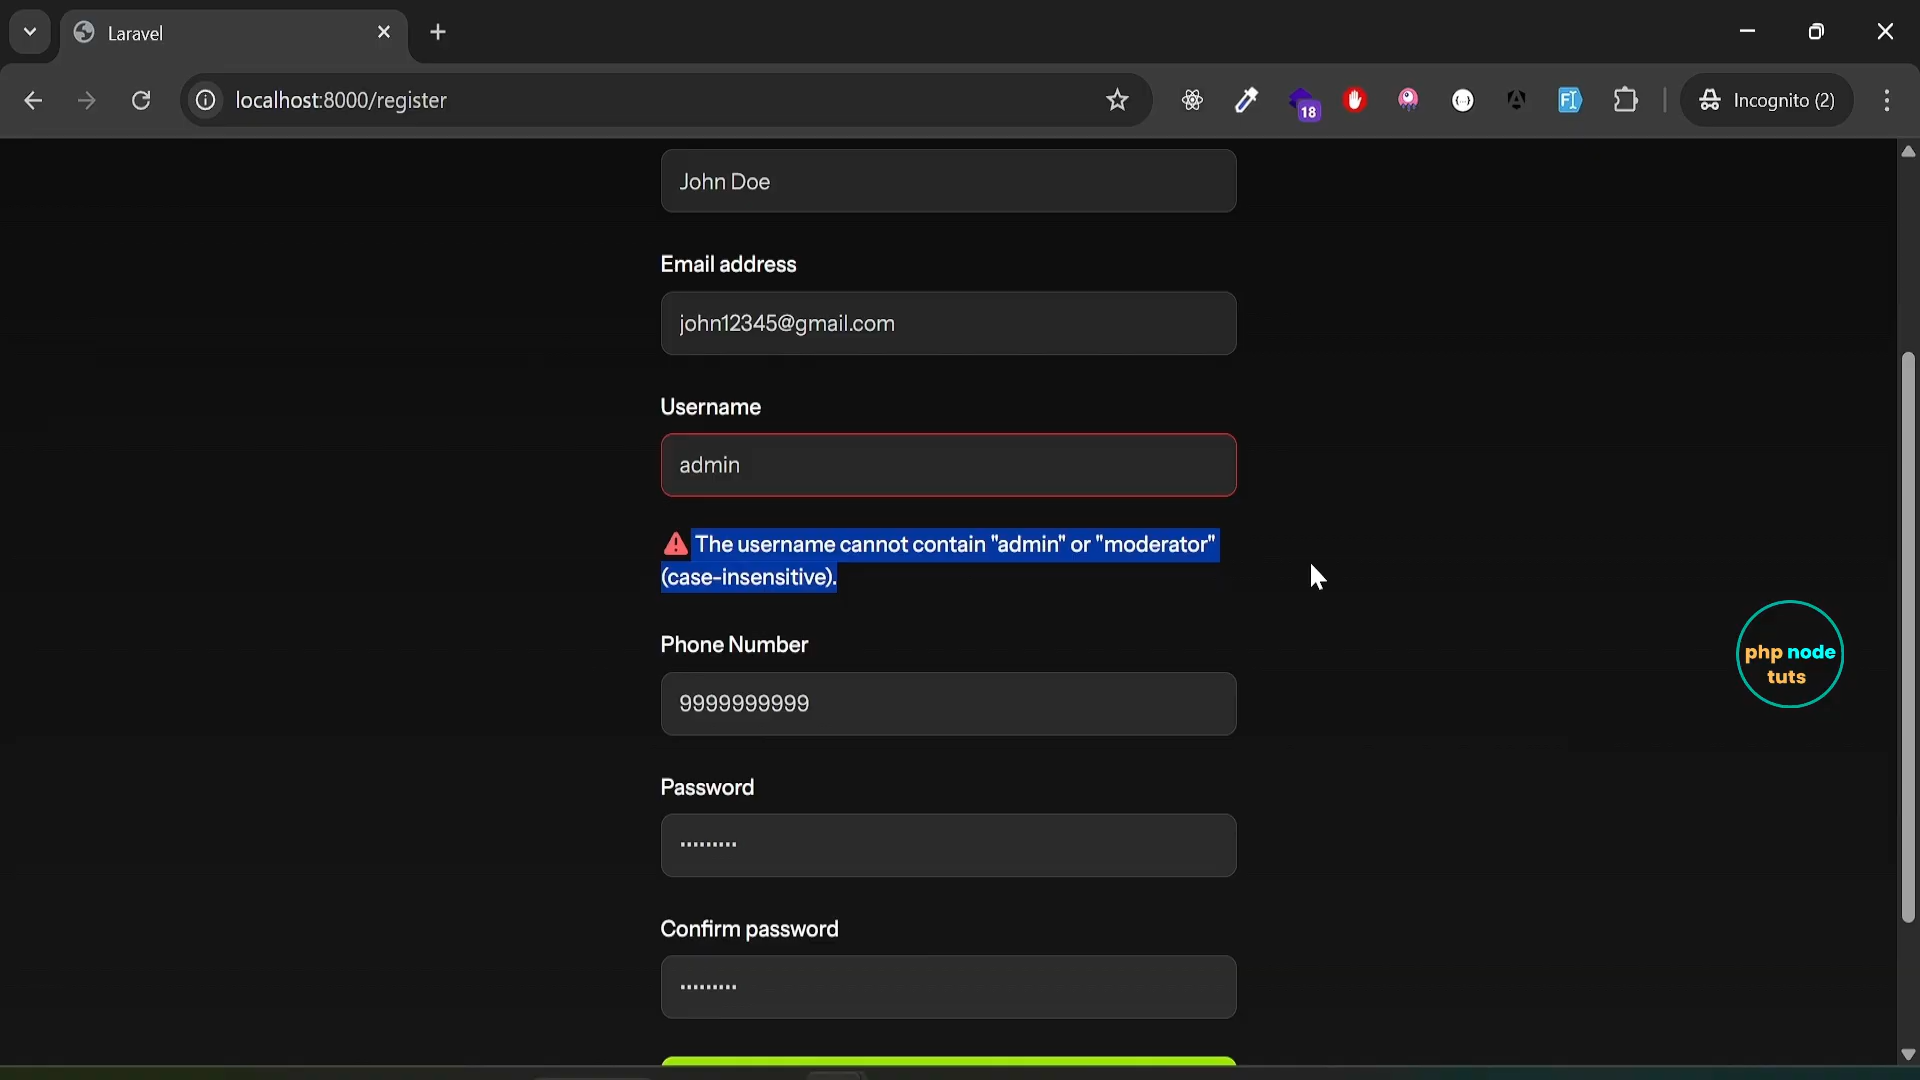 Laravel
localhost:8000/register
18
FI
Incognito (2)
John Doe
Email address
john12345@gmail.com
Username
admin
The username cannot contain "admin" or "moderator"
(case-insensitive).
Phone Number
9999999999
php node
tuts
Password
•••••••••
Confirm password
•••••••••